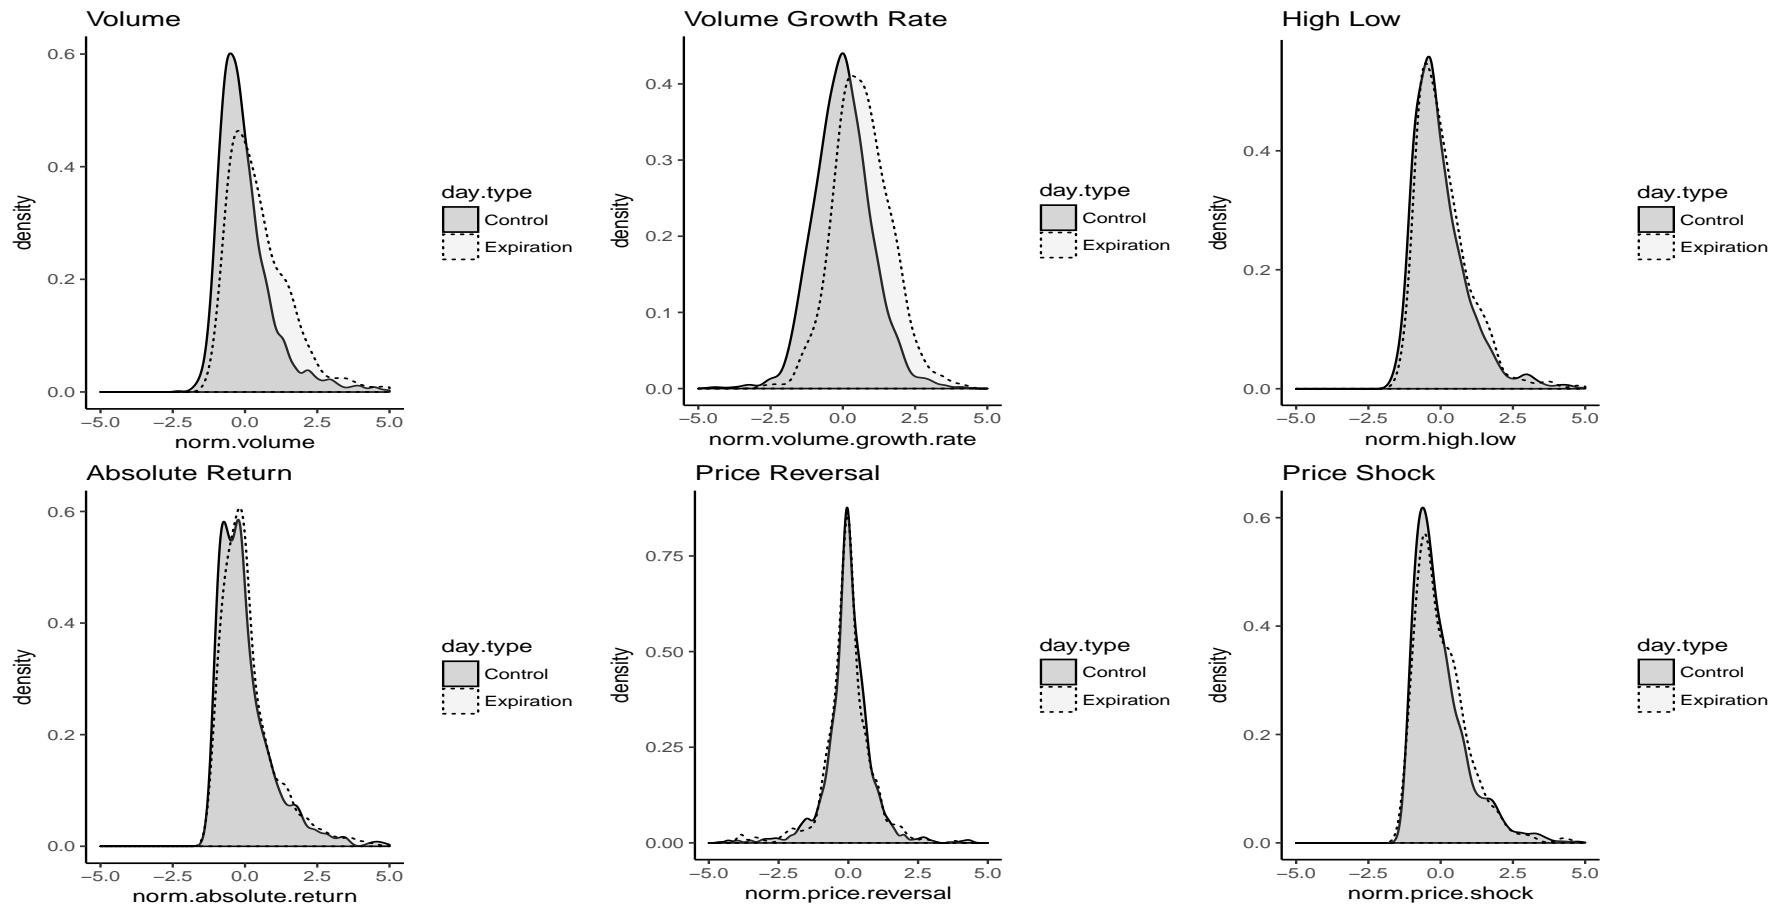 Volume
0.6
0.4
0.2
0.0
density
−5.0 −2.5 0.0 2.5 5.0
norm.volume
day.type
Control
Expiration
Volume Growth Rate
0.4
0.3
0.2
0.1
0.0
density
−5.0 −2.5 0.0 2.5 5.0
norm.volume.growth.rate
day.type
Control
Expiration
High Low
0.4
0.2
0.0
density
−5.0 −2.5 0.0 2.5 5.0
norm.high.low
day.type
Control
Expiration
Absolute Return
0.6
0.4
0.2
0.0
density
−5.0 −2.5 0.0 2.5 5.0
norm.absolute.return
day.type
Control
Expiration
Price Reversal
0.75
0.50
0.25
0.00
density
−5.0 −2.5 0.0 2.5 5.0
norm.price.reversal
day.type
Control
Expiration
Price Shock
0.6
0.4
0.2
0.0
density
−5.0 −2.5 0.0 2.5 5.0
norm.price.shock
day.type
Control
Expiration